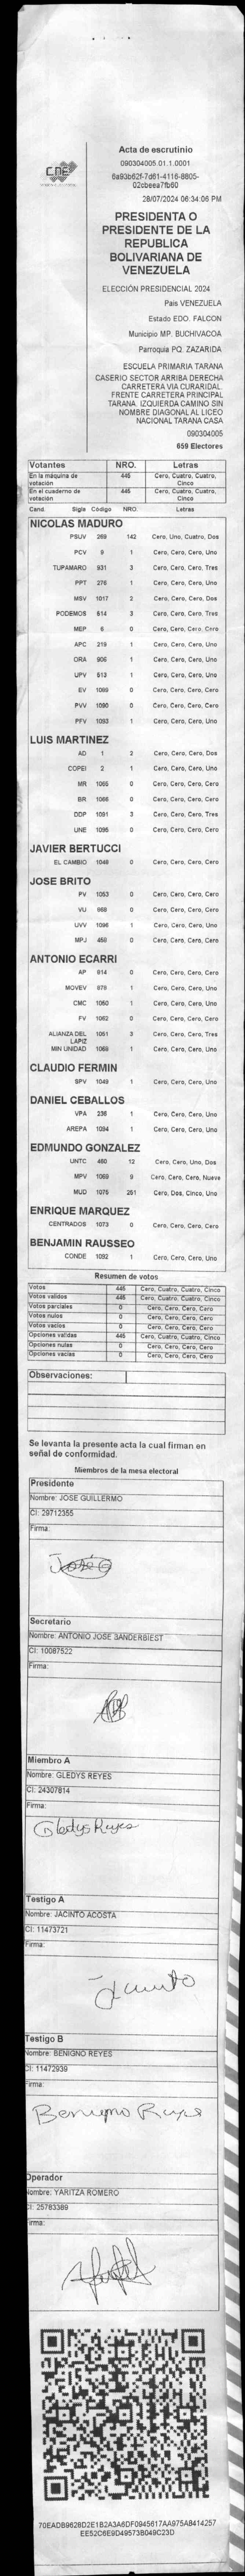 CNE
Acta de escrutinio
090304005.01.1.0001
6a93b62f-7d61-4116-8805-
02cbeea7fb60
28/07/2024 06:34:06 PM
PRESIDENTA O
PRESIDENTE DE LA
REPUBLICA
BOLIVARIANA DE
VENEZUELA
ELECCIÓN PRESIDENCIAL 2024
Pais VENEZUELA
Estado EDO. FALCON
Municipio MP. BUCHIVACOA
Parroquia PQ. ZAZARIDA
ESCUELA PRIMARIA TARANA
CASERIO SECTOR ARRIBA DERECHA
CARRETERA VIA CURARIDAL.
FRENTE CARRETERA PRINCIPAL
TARANA. IZQUIERDA CAMINO SIN
NOMBRE DIAGONAL AL LICEO
NACIONAL TARANA CASA
090304005
659 Electores
Votantes NRO. Letras
En la máquina de votación 445 Cero, Cuatro, Cuatro, Cinco
En el cuaderno de votación 445 Cero, Cuatro, Cuatro, Cinco
Cand. Sigla Código NRO. Letras
NICOLAS MADURO
PSUV 269 142 Cero, Uno, Cuatro, Dos
PCV 9 1 Cero, Cero, Cero, Uno
TUPAMARO 931 3 Cero, Cero, Cero, Tres
PPT 276 1 Cero, Cero, Cero, Uno
MSV 1017 2 Cero, Cero, Cero, Dos
PODEMOS 614 3 Cero, Cero, Cero, Tres
MEP 6 0 Cero, Cero, Cero, Cero
APC 219 1 Cero, Cero, Cero, Uno
ORA 906 1 Cero, Cero, Cero, Uno
UPV 613 1 Cero, Cero, Cero, Uno
EV 1089 0 Cero, Cero, Cero, Cero
PVV 1090 0 Cero, Cero, Cero, Cero
PFV 1093 1 Cero, Cero, Cero, Uno
LUIS MARTINEZ
AD 1 2 Cero, Cero, Cero, Dos
COPEI 2 1 Cero, Cero, Cero, Uno
MR 1065 0 Cero, Cero, Cero, Cero
BR 1066 0 Cero, Cero, Cero, Cero
DDP 1091 3 Cero, Cero, Cero, Tres
UNE 1095 0 Cero, Cero, Cero, Cero
JAVIER BERTUCCI
EL CAMBIO 1048 0 Cero, Cero, Cero, Cero
JOSE BRITO
PV 1053 0 Cero, Cero, Cero, Cero
VU 969 0 Cero, Cero, Cero, Cero
UVV 1096 1 Cero, Cero, Cero, Uno
MPJ 459 0 Cero, Cero, Cero, Cero
ANTONIO ECARRI
AP 914 0 Cero, Cero, Cero, Cero
MOVEV 879 1 Cero, Cero, Cero, Uno
CMC 1050 1 Cero, Cero, Cero, Uno
FV 1062 0 Cero, Cero, Cero, Cero
ALIANZA DEL LAPIZ 1051 3 Cero, Cero, Cero, Tres
MIN UNIDAD 1068 1 Cero, Cero, Cero, Uno
CLAUDIO FERMIN
SPV 1049 1 Cero, Cero, Cero, Uno
DANIEL CEBALLOS
VPA 236 1 Cero, Cero, Cero, Uno
AREPA 1094 1 Cero, Cero, Cero, Uno
EDMUNDO GONZALEZ
UNTC 460 12 Cero, Cero, Uno, Dos
MPV 1069 9 Cero, Cero, Cero, Nueve
MUD 1075 251 Cero, Dos, Cinco, Uno
ENRIQUE MARQUEZ
CENTRADOS 1073 0 Cero, Cero, Cero, Cero
BENJAMIN RAUSSEO
CONDE 1092 1 Cero, Cero, Cero, Uno
Resumen de votos
Votos 445 Cero, Cuatro, Cuatro, Cinco
Votos validos 445 Cero, Cuatro, Cuatro, Cinco
Votos parciales 0 Cero, Cero, Cero, Cero
Votos nulos 0 Cero, Cero, Cero, Cero
Votos vacios 0 Cero, Cero, Cero, Cero
Opciones validas 445 Cero, Cuatro, Cuatro, Cinco
Opciones nulas 0 Cero, Cero, Cero, Cero
Opciones vacias 0 Cero, Cero, Cero, Cero
Observaciones:
Se levanta la presente acta la cual firman en
señal de conformidad.
Miembros de la mesa electoral
Presidente
Nombre: JOSE GUILLERMO
CI: 29712355
Firma:
José G
Secretario
Nombre: ANTONIO JOSE SANDERBIEST
CI: 10087522
Firma:
Miembro A
Nombre: GLEDYS REYES
CI: 24307814
Firma:
Gledys Reyes
Testigo A
Nombre: JACINTO ACOSTA
CI: 11473721
Firma:
Jacinto
Testigo B
Nombre: BENIGNO REYES
CI: 11472939
Firma:
Benigno Reyes
Operador
Nombre: YARITZA ROMERO
CI: 25783389
Firma:
70EADB9628D2E1B2A3A6DF0945617AA975A8414257
EE52C6E9D49573B049C23D